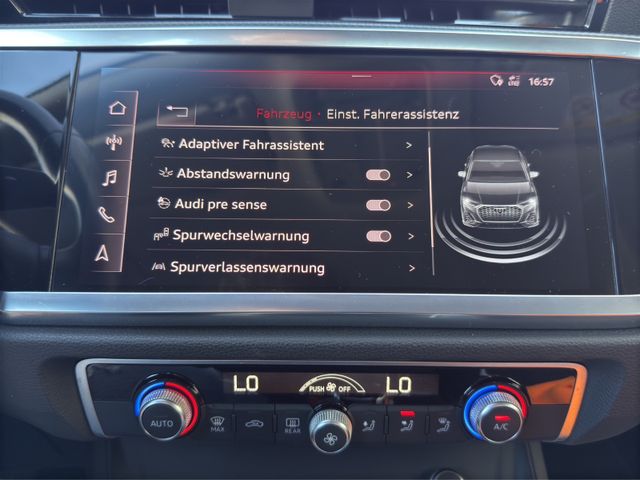 LTE
16:57
Fahrzeug · Einst. Fahrerassistenz
Adaptiver Fahrassistent >
Abstandswarnung >
Audi pre sense >
Spurwechselwarnung >
Spurverlassenswarnung >
LO
PUSH OFF
LO
AUTO
MAX
REAR
A/C